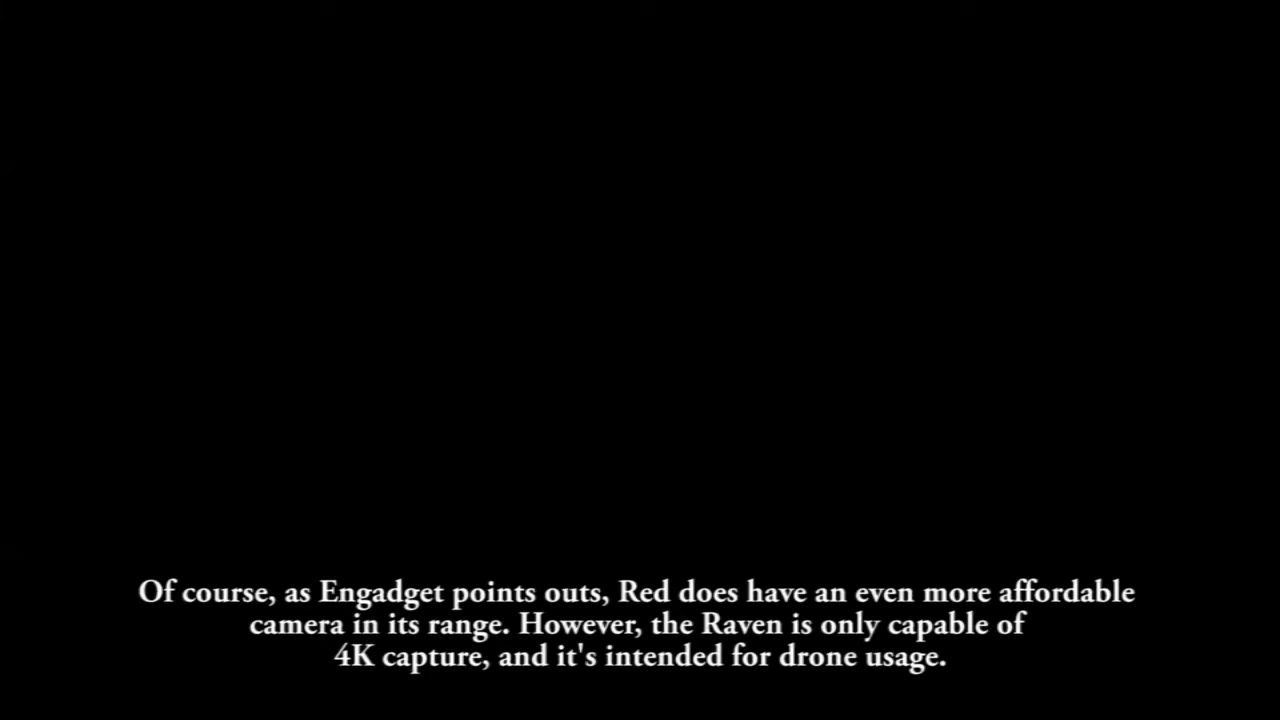 Of course, as Engadget points outs, Red does have an even more affordable
camera in its range. However, the Raven is only capable of
4K capture, and it's intended for drone usage.